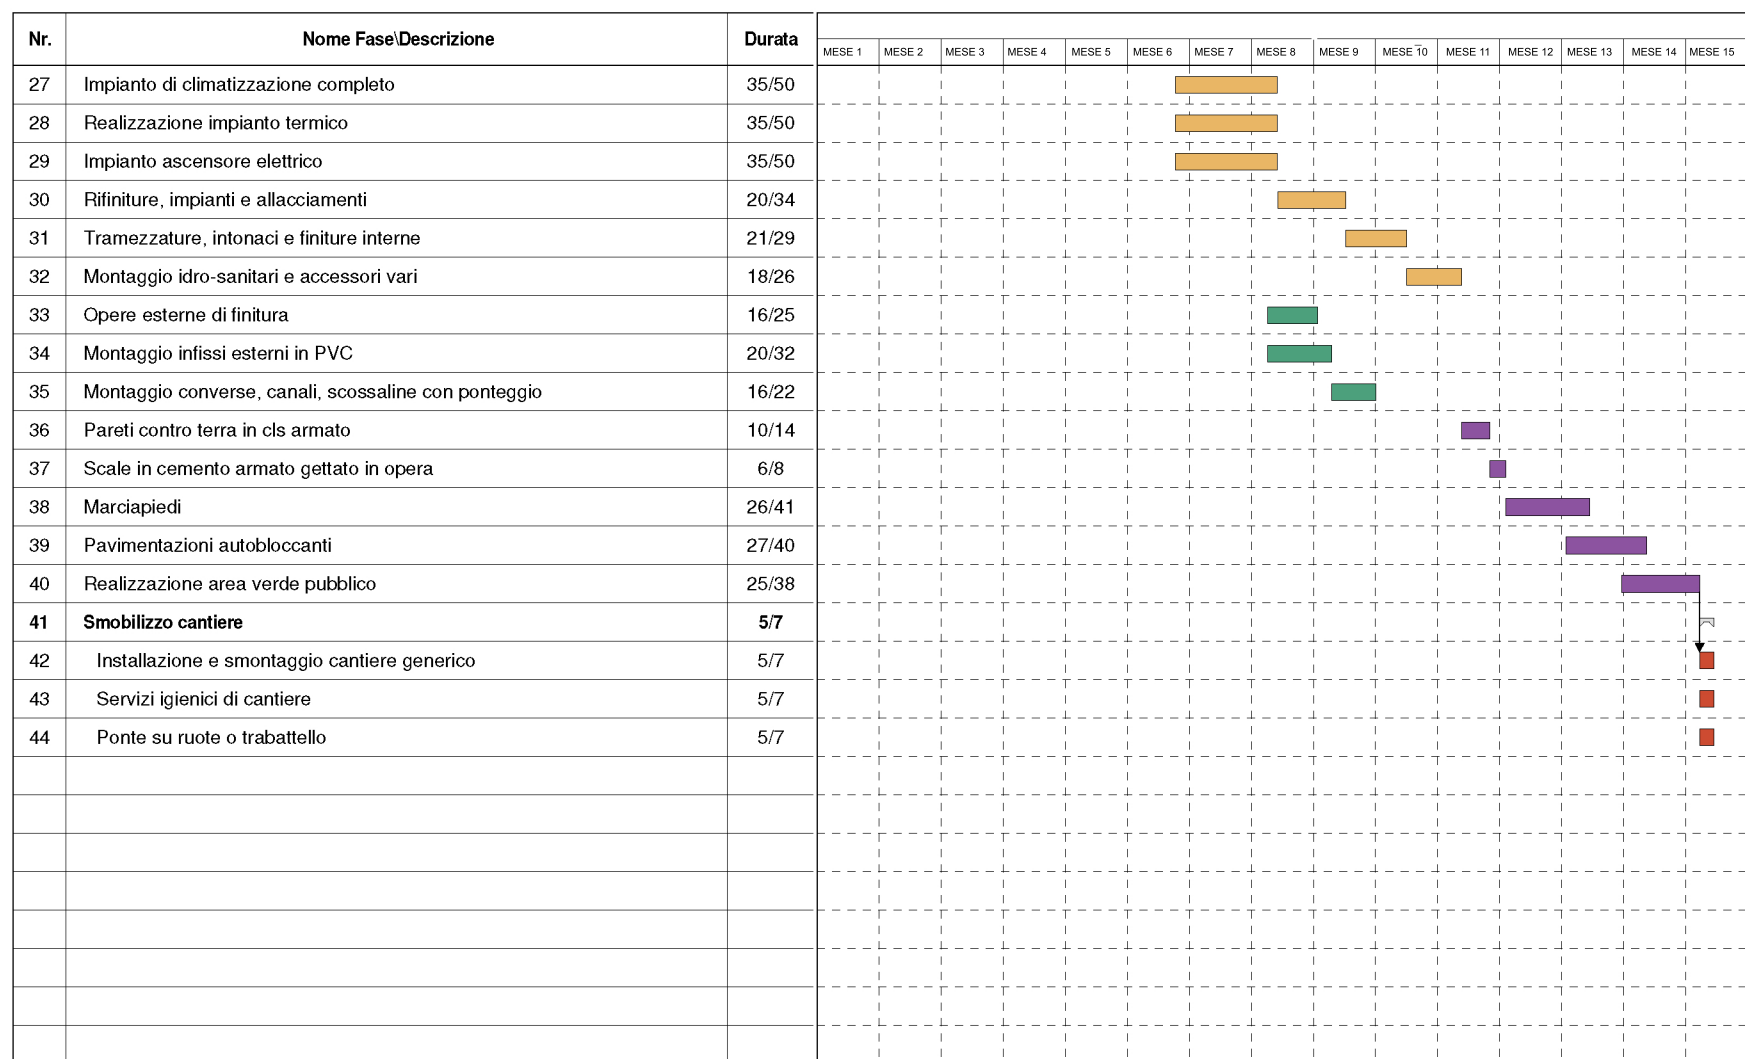 Nr. Nome Fase\Descrizione Durata
MESE 1 MESE 2 MESE 3 MESE 4 MESE 5 MESE 6 MESE 7 MESE 8 MESE 9 MESE 10 MESE 11 MESE 12 MESE 13 MESE 14 MESE 15
27 Impianto di climatizzazione completo 35/50
28 Realizzazione impianto termico 35/50
29 Impianto ascensore elettrico 35/50
30 Rifiniture, impianti e allacciamenti 20/34
31 Tramezzature, intonaci e finiture interne 21/29
32 Montaggio idro-sanitari e accessori vari 18/26
33 Opere esterne di finitura 16/25
34 Montaggio infissi esterni in PVC 20/32
35 Montaggio converse, canali, scossaline con ponteggio 16/22
36 Pareti contro terra in cls armato 10/14
37 Scale in cemento armato gettato in opera 6/8
38 Marciapiedi 26/41
39 Pavimentazioni autobloccanti 27/40
40 Realizzazione area verde pubblico 25/38
41 Smobilizzo cantiere 5/7
42 Installazione e smontaggio cantiere generico 5/7
43 Servizi igienici di cantiere 5/7
44 Ponte su ruote o trabattello 5/7